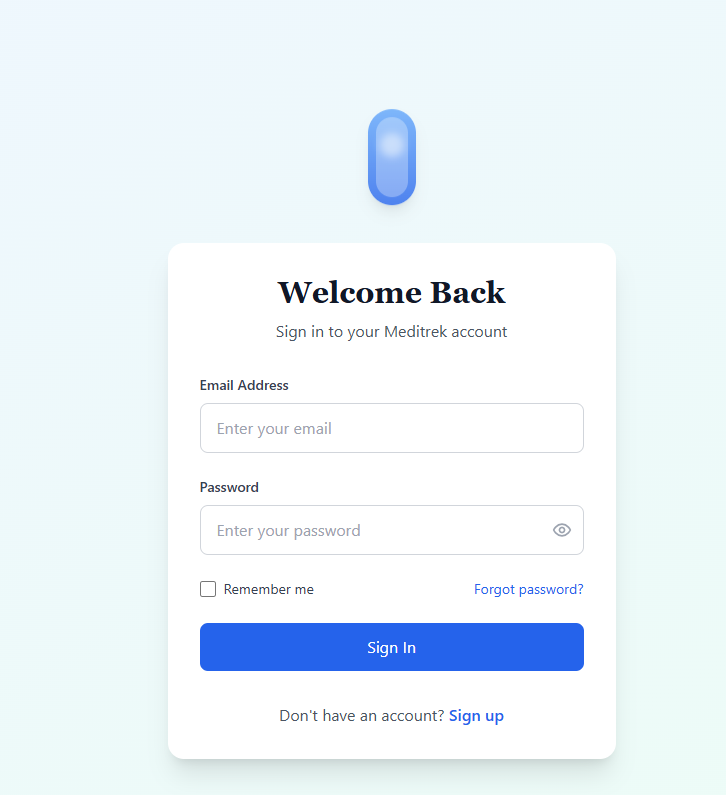 Welcome Back
Sign in to your Meditrek account
Email Address
Enter your email
Password
Enter your password
Remember me Forgot password?
Sign In
Don't have an account? Sign up